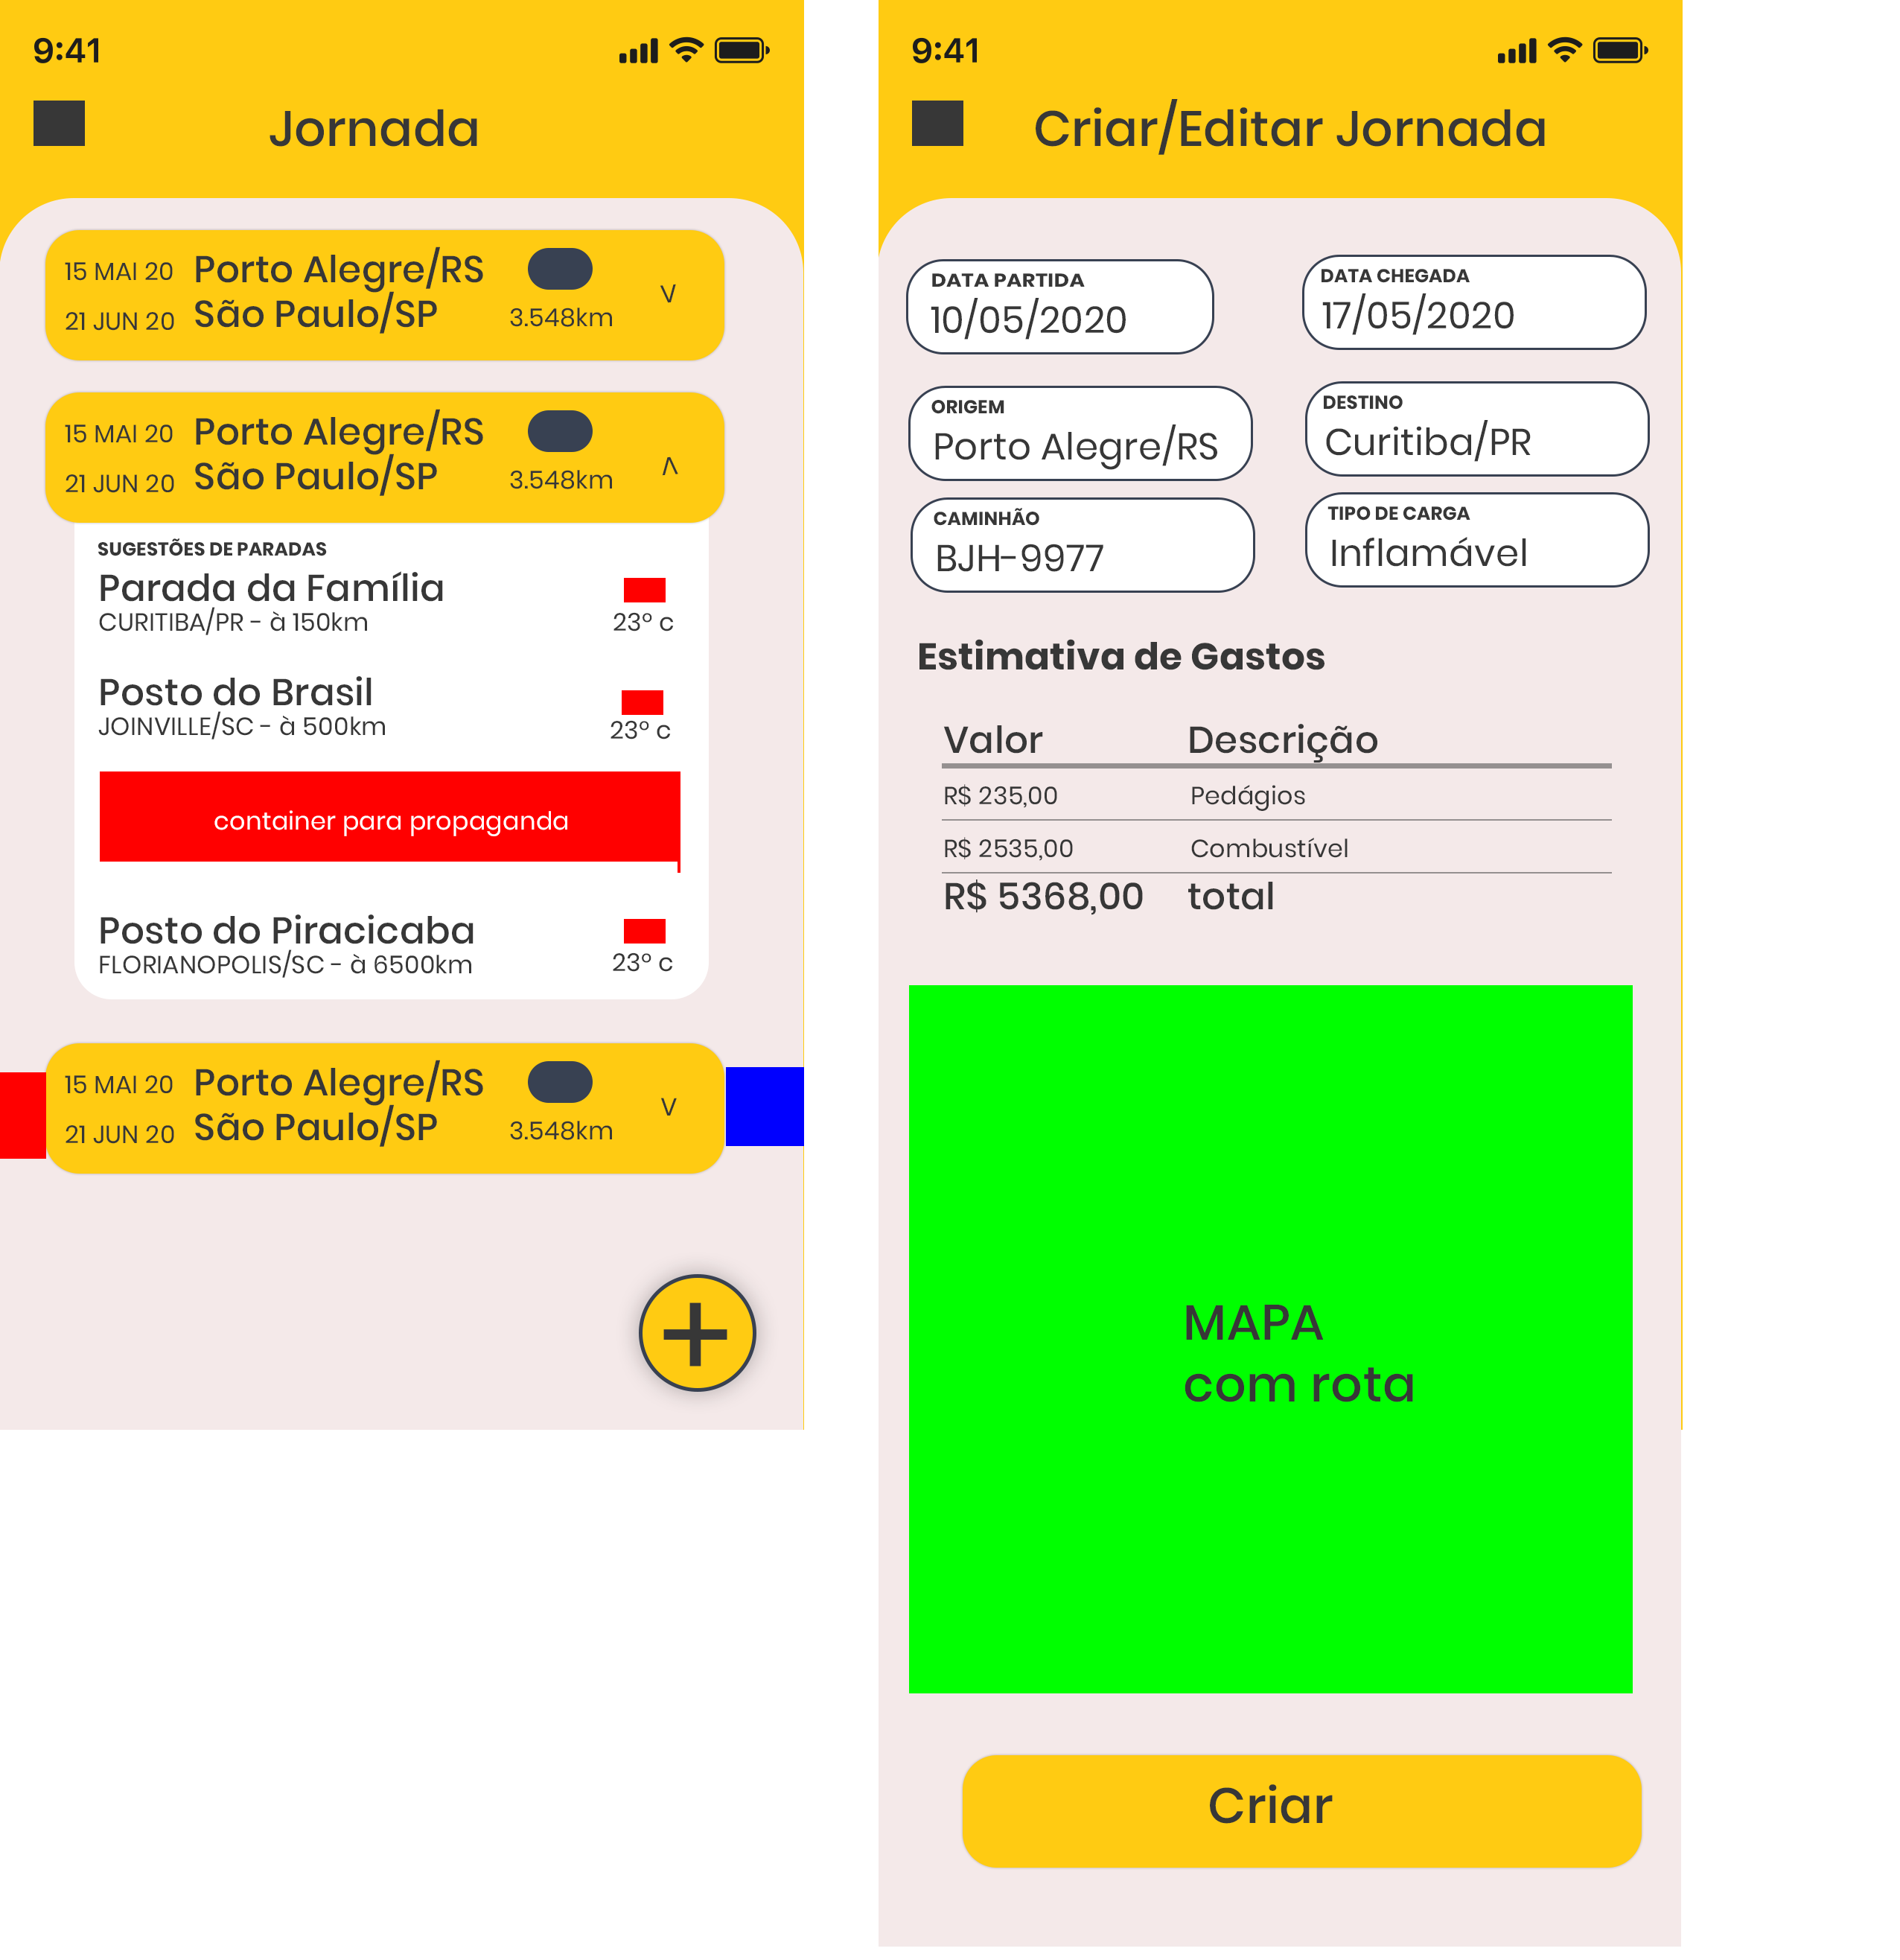 9:41
Jornada
15 MAI 20
Porto Alegre/RS
21 JUN 20
São Paulo/SP
3.548km
V
15 MAI 20
Porto Alegre/RS
21 JUN 20
São Paulo/SP
3.548km
V
SUGESTÕES DE PARADAS
Parada da Família
CURITIBA/PR - à 150km
23º c
Posto do Brasil
JOINVILLE/SC - à 500km
23º c
container para propaganda
Posto do Piracicaba
FLORIANOPOLIS/SC - à 6500km
23º c
15 MAI 20
Porto Alegre/RS
21 JUN 20
São Paulo/SP
3.548km
V
+
9:41
Criar/Editar Jornada
DATA PARTIDA
10/05/2020
DATA CHEGADA
17/05/2020
ORIGEM
Porto Alegre/RS
DESTINO
Curitiba/PR
CAMINHÃO
BJH-9977
TIPO DE CARGA
Inflamável
Estimativa de Gastos
Valor Descrição
R$ 235,00 Pedágios
R$ 2535,00 Combustível
R$ 5368,00 total
MAPA
com rota
Criar